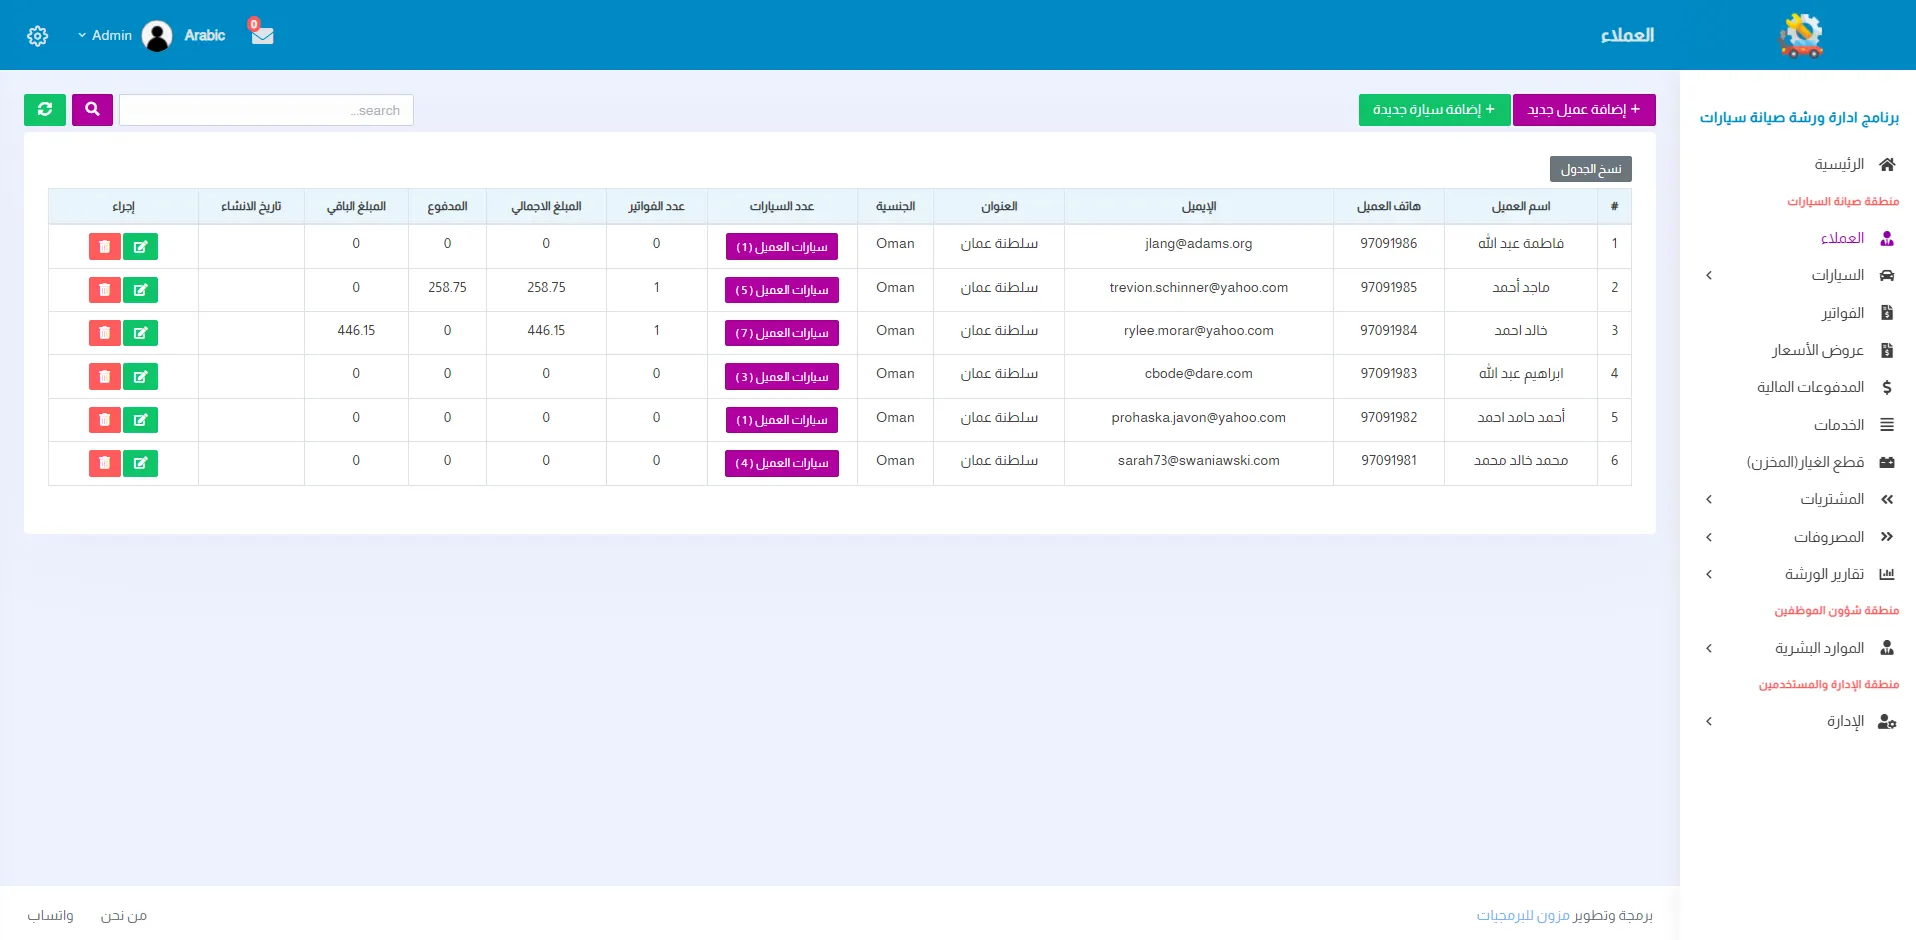 العملاء
Arabic
Admin
0
برنامج ادارة ورشة صيانة سيارات
الرئيسية
منطقة صيانة السيارات
العملاء
السيارات
الفواتير
عروض الأسعار
المدفوعات المالية
الخدمات
قطع الغيار(المخزن)
المشتريات
المصروفات
تقارير الورشة
منطقة شؤون الموظفين
الموارد البشرية
منطقة الإدارة والمستخدمين
الإدارة
+ إضافة عميل جديد
+ إضافة سيارة جديدة
search...
نسخ الجدول
# اسم العميل هاتف العميل الإيميل العنوان الجنسية عدد السيارات عدد الفواتير المبلغ الاجمالي المدفوع المبلغ الباقي تاريخ الانشاء إجراء
1 فاطمة عبد الله 97091986 jlang@adams.org سلطنة عمان Oman سيارات العميل (1) 0 0 0 0
2 ماجد أحمد 97091985 trevion.schinner@yahoo.com سلطنة عمان Oman سيارات العميل (5) 1 258.75 258.75 0
3 خالد احمد 97091984 rylee.morar@yahoo.com سلطنة عمان Oman سيارات العميل (7) 1 446.15 0 446.15
4 ابراهيم عبد الله 97091983 cbode@dare.com سلطنة عمان Oman سيارات العميل (3) 0 0 0 0
5 أحمد حامد احمد 97091982 prohaska.javon@yahoo.com سلطنة عمان Oman سيارات العميل (1) 0 0 0 0
6 محمد خالد محمد 97091981 sarah73@swaniawski.com سلطنة عمان Oman سيارات العميل (4) 0 0 0 0
برمجة وتطوير مزون للبرمجيات
من نحن
واتساب